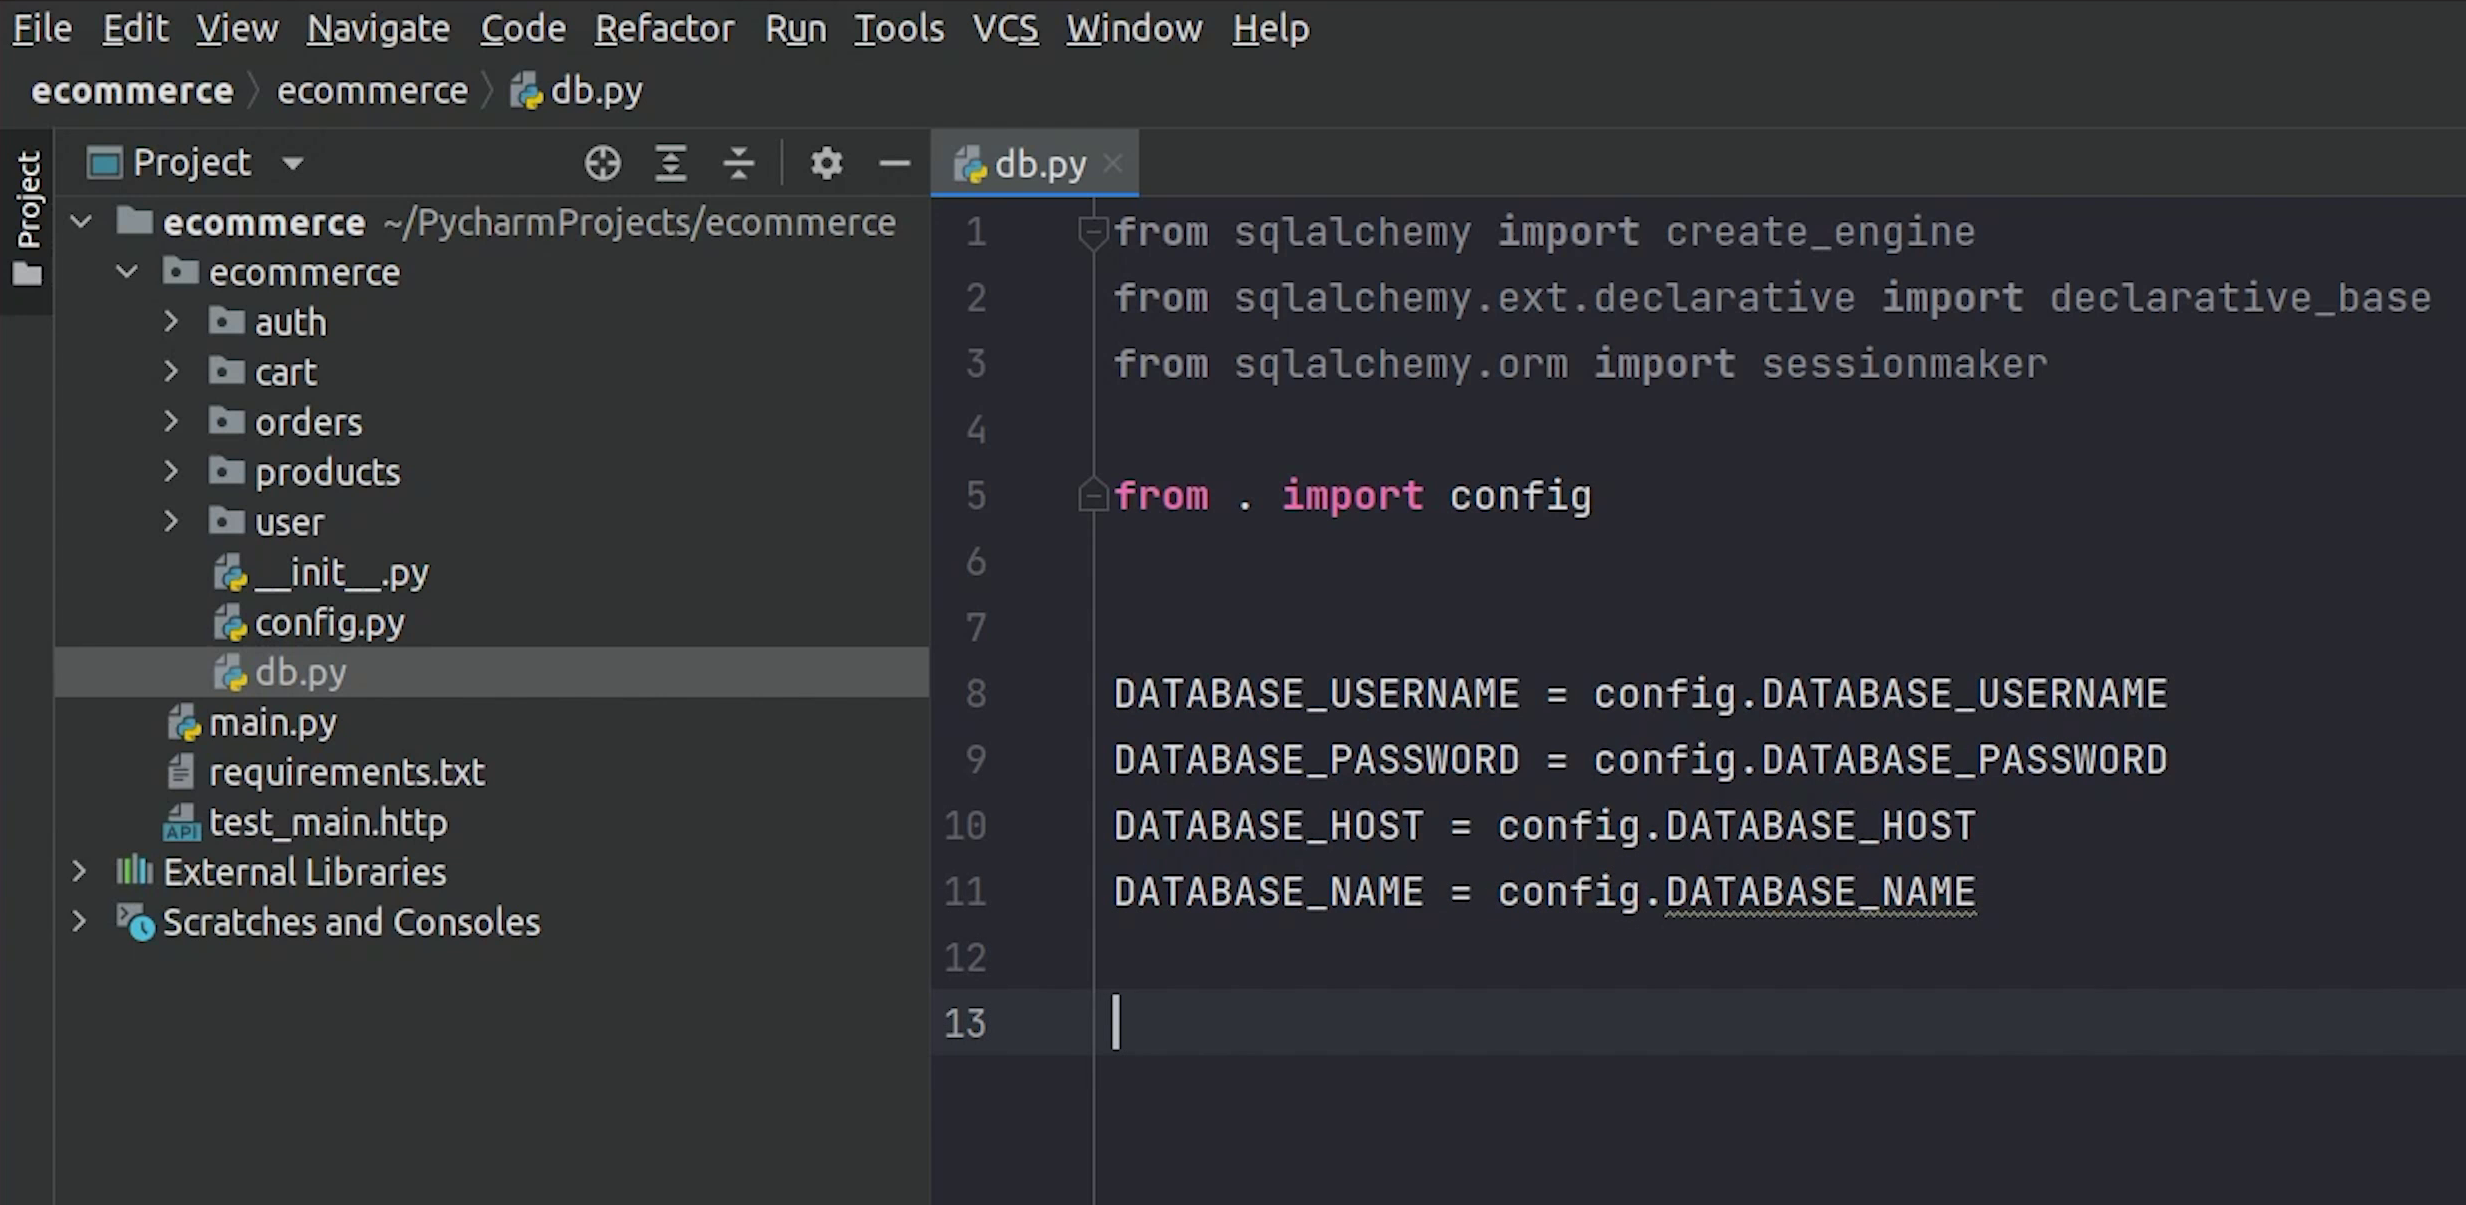 File Edit View Navigate Code Refactor Run Tools VCS Window Help
ecommerce ecommerce db.py
Project
Project
ecommerce ~/PycharmProjects/ecommerce
ecommerce
auth
cart
orders
products
user
__init__.py
config.py
db.py
main.py
requirements.txt
API test_main.http
External Libraries
Scratches and Consoles
db.py
1 from sqlalchemy import create_engine
2 from sqlalchemy.ext.declarative import declarative_base
3 from sqlalchemy.orm import sessionmaker
4
5 from . import config
6
7
8 DATABASE_USERNAME = config.DATABASE_USERNAME
9 DATABASE_PASSWORD = config.DATABASE_PASSWORD
10 DATABASE_HOST = config.DATABASE_HOST
11 DATABASE_NAME = config.DATABASE_NAME
12
13